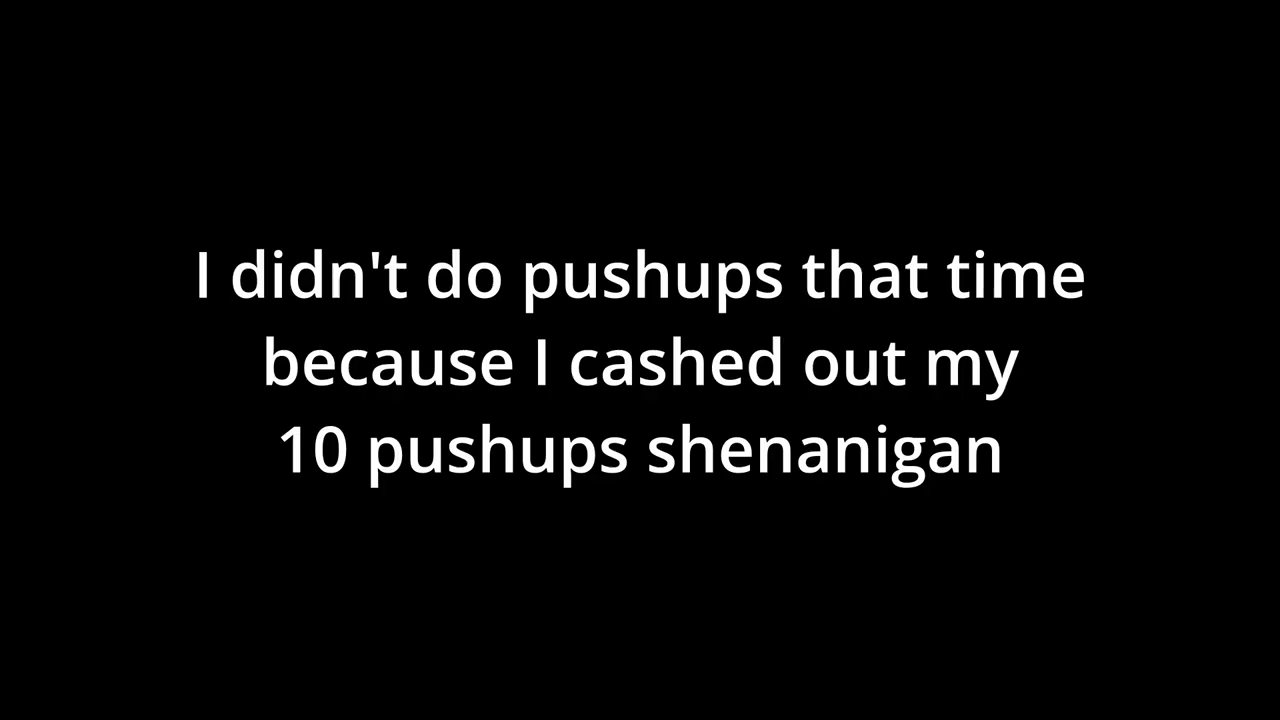 I didn't do pushups that time
because I cashed out my
10 pushups shenanigan